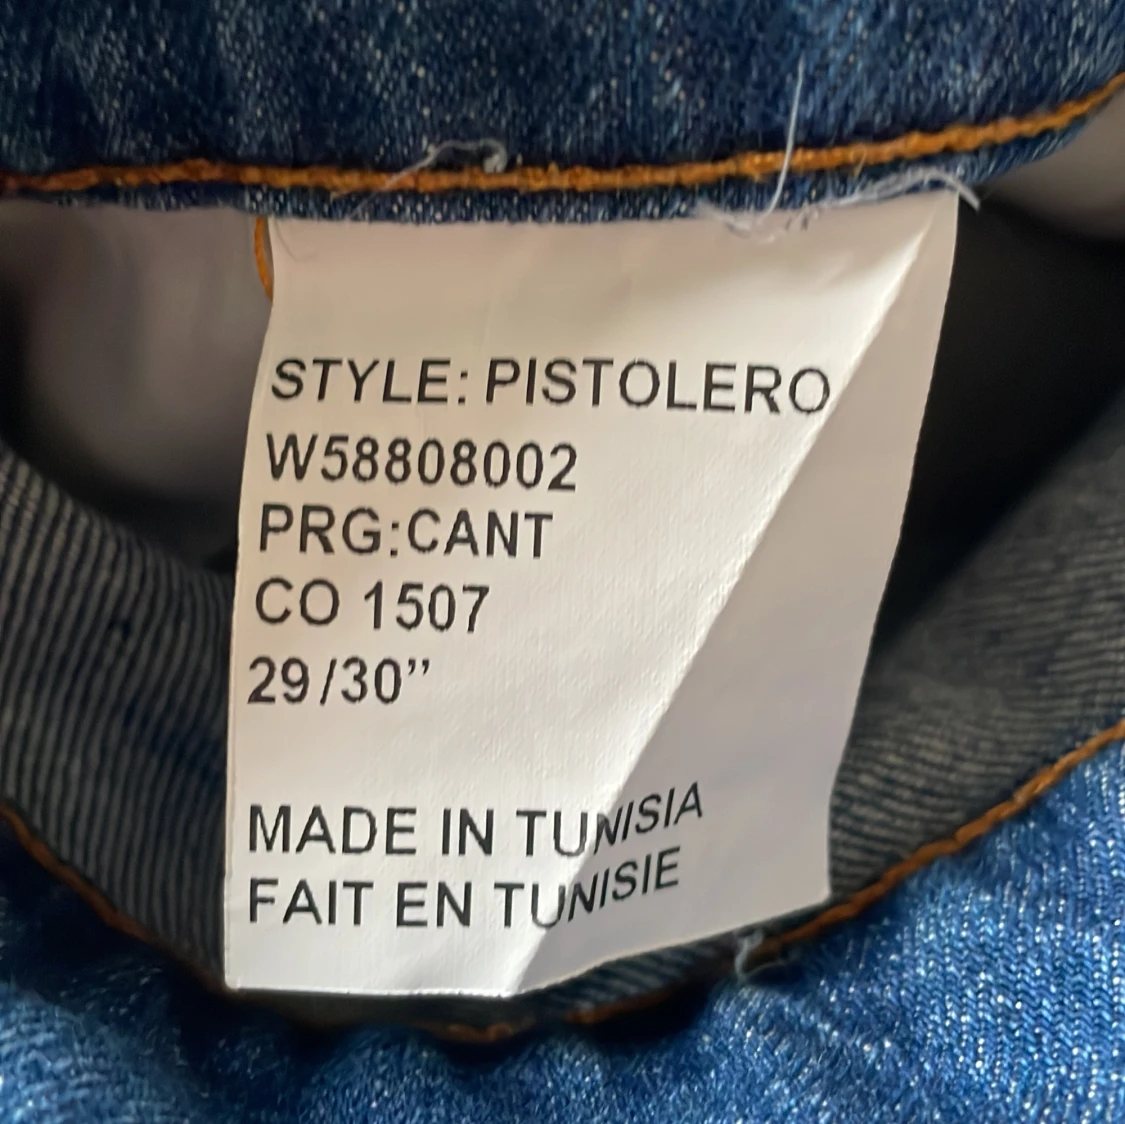 STYLE: PISTOLERO
W58808002
PRG:CANT
CO 1507
29/30”
MADE IN TUNISIA
FAIT EN TUNISIE